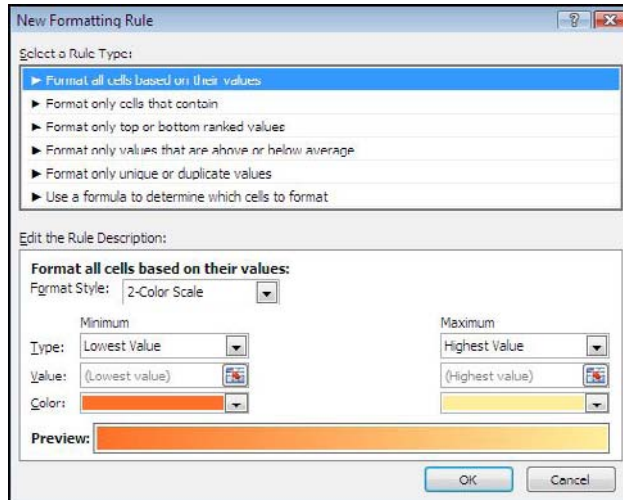 New Formatting Rule
Select a Rule Type:
► Format all cells based on their values
► Format only cells that contain
► Format only top or bottom ranked values
► Format only values that are above or below average
► Format only unique or duplicate values
► Use a formula to determine which cells to format
Edit the Rule Description:
Format all cells based on their values:
Format Style: 2-Color Scale
Minimum Maximum
Type: Lowest Value Highest Value
Value: (Lowest value) (Highest value)
Color:
Preview:
OK Cancel